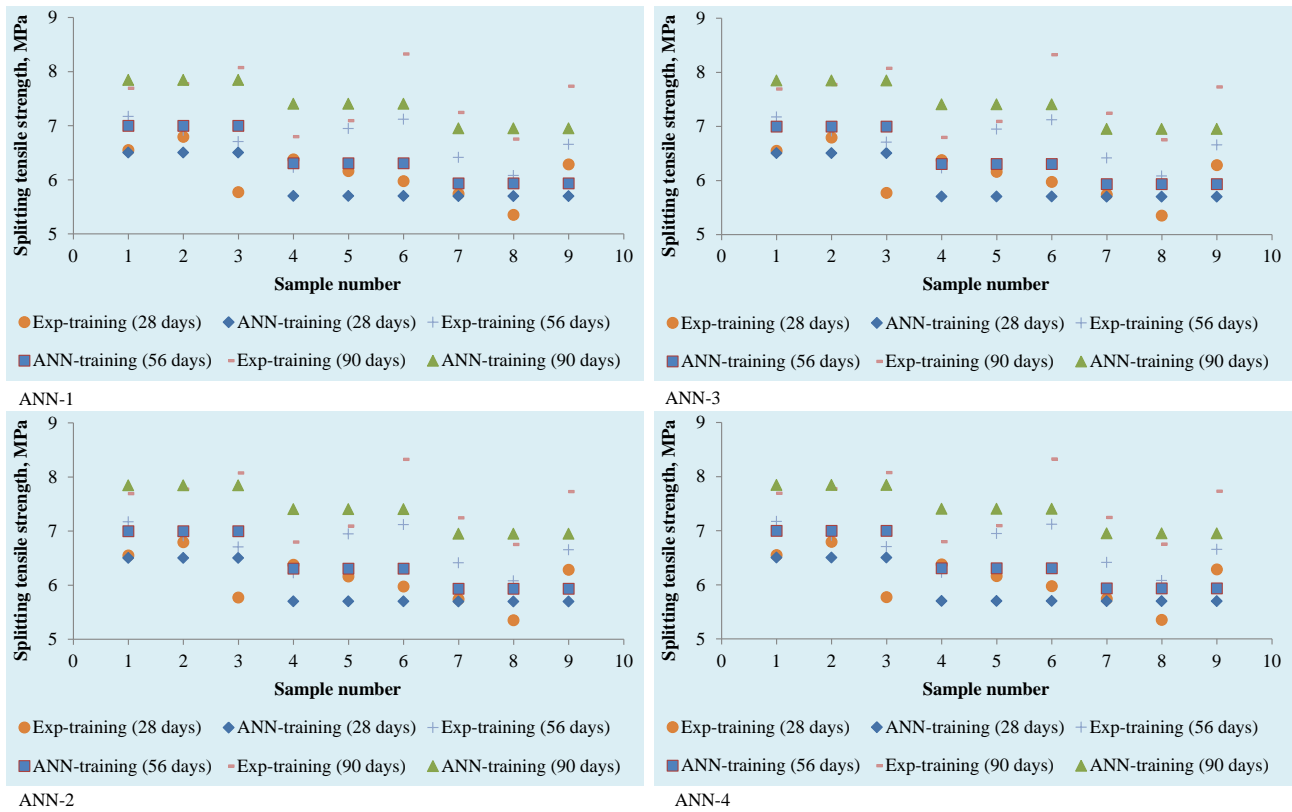 9
8
7
6
5
0 1 2 3 4 5 6 7 8 9 10
Splitting tensile strength, MPa
Sample number
Exp-training (28 days) ANN-training (28 days) Exp-training (56 days)
ANN-training (56 days) Exp-training (90 days) ANN-training (90 days)
ANN-1
9
8
7
6
5
0 1 2 3 4 5 6 7 8 9 10
Splitting tensile strength, MPa
Sample number
Exp-training (28 days) ANN-training (28 days) Exp-training (56 days)
ANN-training (56 days) Exp-training (90 days) ANN-training (90 days)
ANN-3
9
8
7
6
5
0 1 2 3 4 5 6 7 8 9 10
Splitting tensile strength, MPa
Sample number
Exp-training (28 days) ANN-training (28 days) Exp-training (56 days)
ANN-training (56 days) Exp-training (90 days) ANN-training (90 days)
ANN-2
9
8
7
6
5
0 1 2 3 4 5 6 7 8 9 10
Splitting tensile strength, MPa
Sample number
Exp-training (28 days) ANN-training (28 days) Exp-training (56 days)
ANN-training (56 days) Exp-training (90 days) ANN-training (90 days)
ANN-4